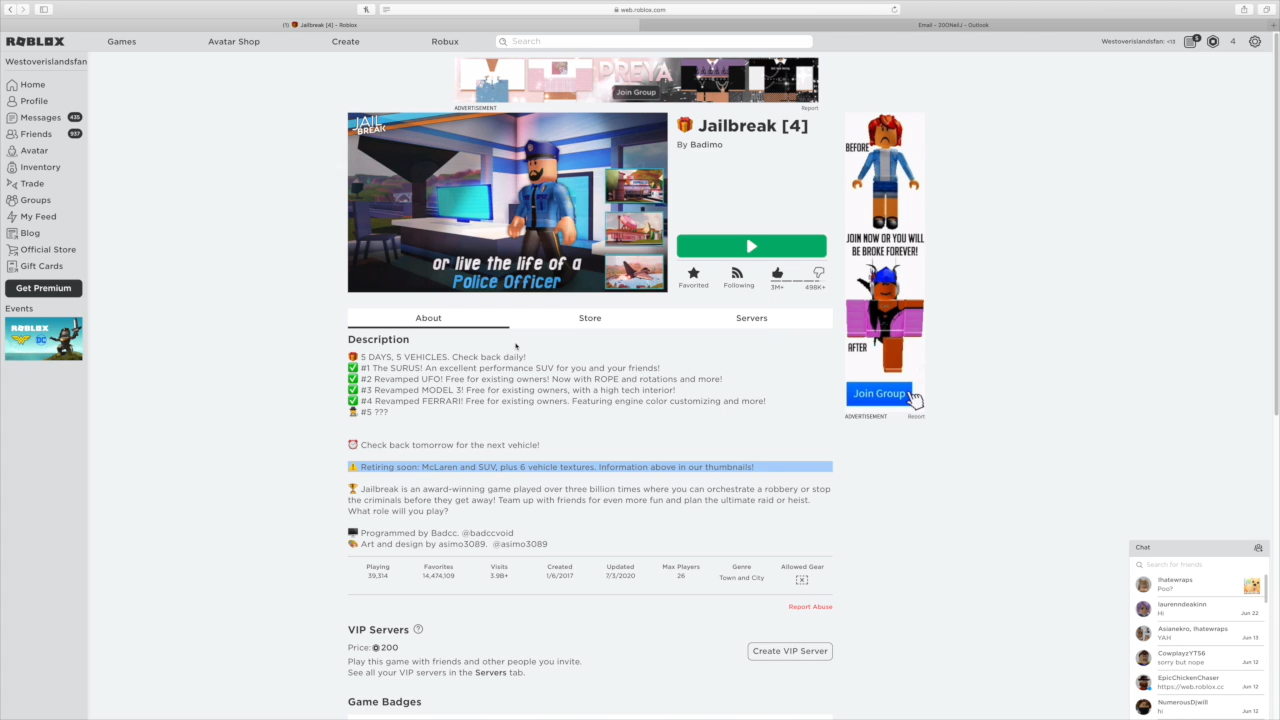 web.roblox.com
(1) 🎁 Jailbreak [4] - Roblox
Email - 20ONeilJ - Outlook
ROBLOX
Games
Avatar Shop
Create
Robux
Search
Westoverislandsfan: <13
4
Westoverislandsfan
Home
Profile
Messages 435
Friends 937
Avatar
Inventory
Trade
Groups
My Feed
Blog
Official Store
Gift Cards
Get Premium
Events
ROBLOX
DC
PREYA
Join Group
ADVERTISEMENT
Report
JAIL
BREAK
or live the life of a
Police Officer
🎁 Jailbreak [4]
By Badimo
Favorited
Following
3M+
498K+
BEFORE
JOIN NOW OR YOU WILL
BE BROKE FOREVER!
AFTER
Join Group
ADVERTISEMENT
Report
About
Store
Servers
Description
🎁 5 DAYS, 5 VEHICLES. Check back daily!
✅ #1 The SURUS! An excellent performance SUV for you and your friends!
✅ #2 Revamped UFO! Free for existing owners! Now with ROPE and rotations and more!
✅ #3 Revamped MODEL 3! Free for existing owners, with a high tech interior!
✅ #4 Revamped FERRARI! Free for existing owners. Featuring engine color customizing and more!
#5 ???
⏰ Check back tomorrow for the next vehicle!
⚠️ Retiring soon: McLaren and SUV, plus 6 vehicle textures. Information above in our thumbnails!
🏆 Jailbreak is an award-winning game played over three billion times where you can orchestrate a robbery or stop
the criminals before they get away! Team up with friends for even more fun and plan the ultimate raid or heist.
What role will you play?
🖥️ Programmed by Badcc. @badccvoid
🎨 Art and design by asimo3089. @asimo3089
Playing
39,314
Favorites
14,474,109
Visits
3.9B+
Created
1/6/2017
Updated
7/3/2020
Max Players
26
Genre
Town and City
Allowed Gear
Report Abuse
VIP Servers
Price: 200
Play this game with friends and other people you invite.
See all your VIP servers in the Servers tab.
Create VIP Server
Game Badges
Chat
Search for friends
Ihatewraps
Poo?
laurenndeakinn
Hi
Jun 22
Asianekro, Ihatewraps
YAH
Jun 13
CowplayzYT56
sorry but nope
Jun 12
EpicChickenChaser
https://web.roblox.cc
Jun 12
NumerousDjwill
hi
Jun 12